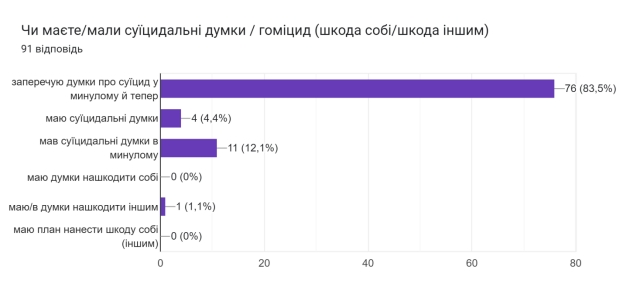 Чи маєте/мали суїцидальні думки / гоміцид (шкода собі/шкода іншим)
91 відповідь
заперечую думки про суїцид у
минулому й тепер
76 (83,5%)
маю суїцидальні думки
4 (4,4%)
мав суїцидальні думки в
минулому
11 (12,1%)
маю думки нашкодити собі
0 (0%)
маю/в думки нашкодити іншим
1 (1,1%)
маю план нанести шкоду собі
(іншим)
0 (0%)
0 20 40 60 80